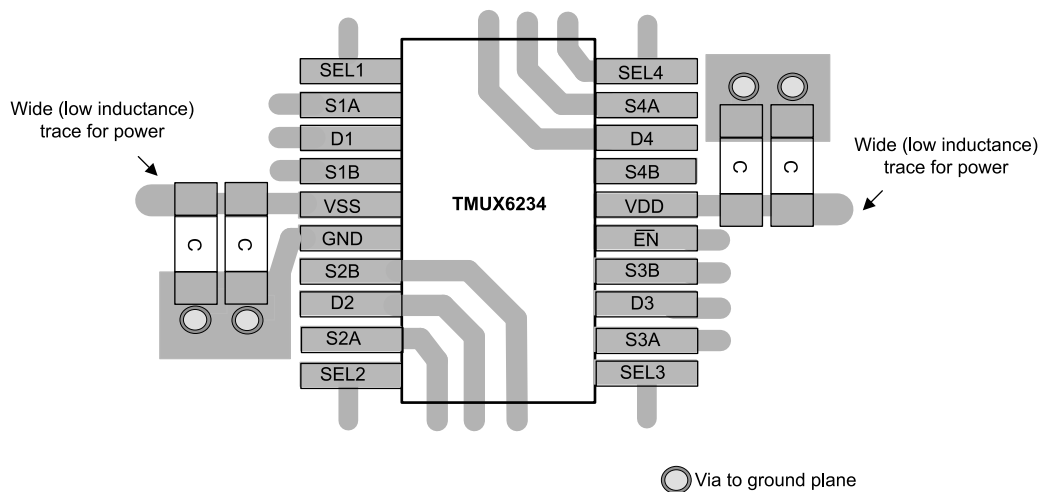 SEL1
S1A
D1
S1B
VSS
GND
S2B
D2
S2A
SEL2
TMUX6234
SEL4
S4A
D4
S4B
VDD
EN
S3B
D3
S3A
SEL3
Wide (low inductance)
trace for power
C
C
Wide (low inductance)
trace for power
C
C
Via to ground plane